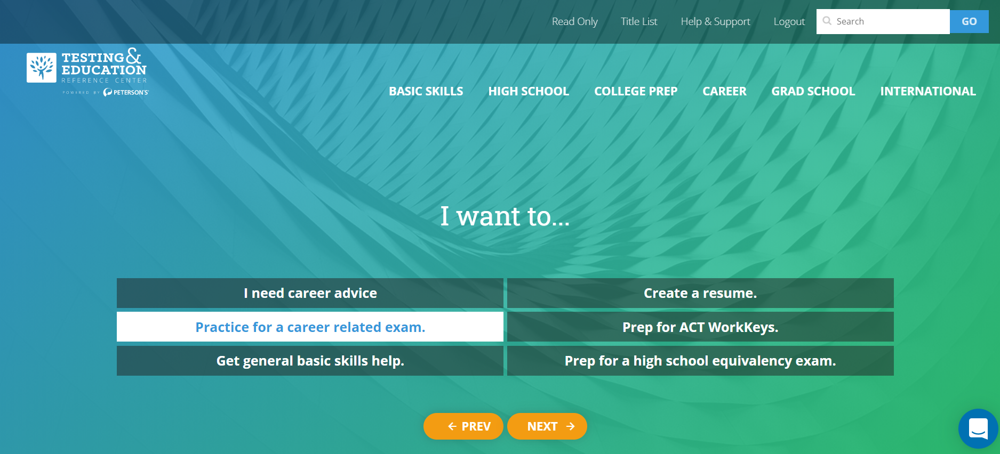 Read Only
Title List
Help & Support
Logout
Search
GO
TESTING &
EDUCATION
REFERENCE CENTER
POWERED BY PETERSON'S
BASIC SKILLS
HIGH SCHOOL
COLLEGE PREP
CAREER
GRAD SCHOOL
INTERNATIONAL
I want to...
I need career advice
Create a resume.
Practice for a career related exam.
Prep for ACT WorkKeys.
Get general basic skills help.
Prep for a high school equivalency exam.
PREV
NEXT